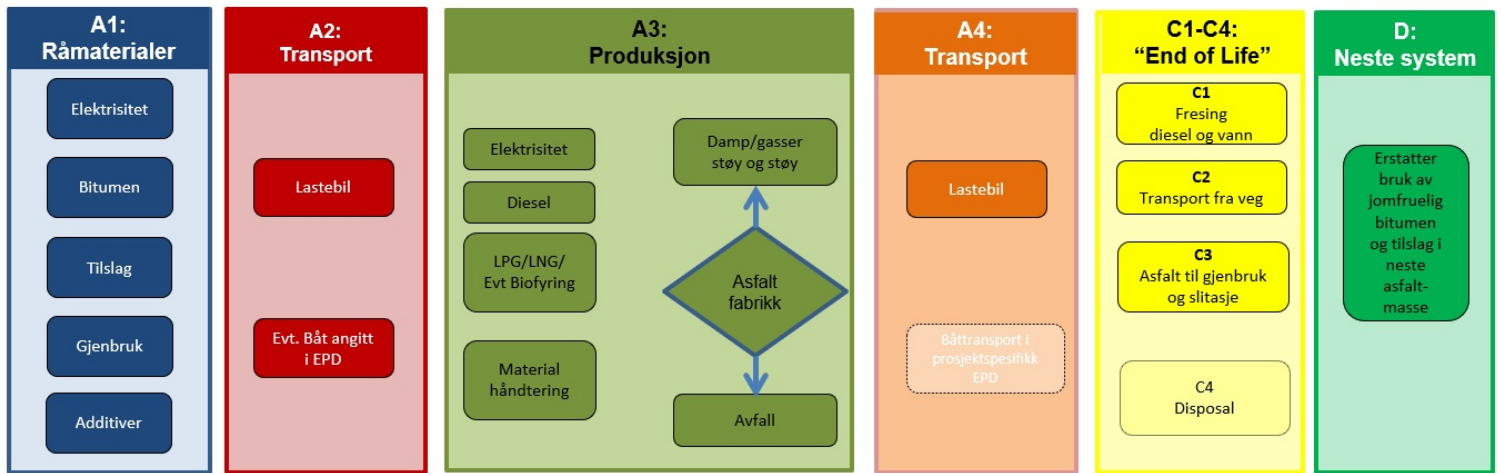 A1:
Råmaterialer
Elektrisitet
Bitumen
Tilslag
Gjenbruk
Additiver
A2:
Transport
Lastebil
Evt. Båt angitt
i EPD
A3:
Produksjon
Elektrisitet
Diesel
LPG/LNG/
Evt Biofyring
Material
håndtering
Damp/gasser
støy og støy
Asfalt
fabrikk
Avfall
A4:
Transport
Lastebil
Båttransport i
prosjektspesifikk
EPD
C1-C4:
“End of Life”
C1
Fresing
diesel og vann
C2
Transport fra veg
C3
Asfalt til gjenbruk
og slitasje
C4
Disposal
D:
Neste system
Erstatter
bruk av
jomfruelig
bitumen
og tilslag i
neste
asfalt-
masse